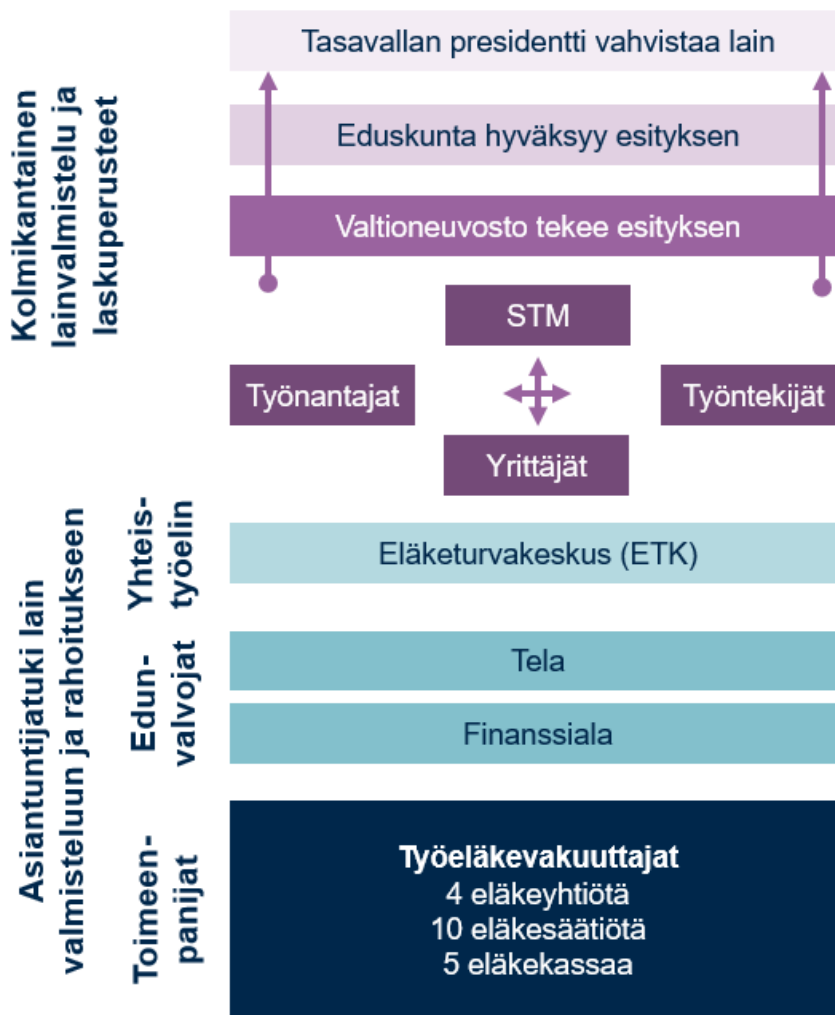 Kolmikantainen
lainvalmistelu ja
laskuperusteet
Tasavallan presidentti vahvistaa lain
Eduskunta hyväksyy esityksen
Valtioneuvosto tekee esityksen
STM
Työnantajat
Työntekijät
Yrittäjät
Asiantuntijatuki lain
valmisteluun ja rahoitukseen
Yhteis-
työelin
Eläketurvakeskus (ETK)
Edun-
valvojat
Tela
Finanssiala
Toimeen-
panijat
Työeläkevakuuttajat
4 eläkeyhtiötä
10 eläkesäätiötä
5 eläkekassaa